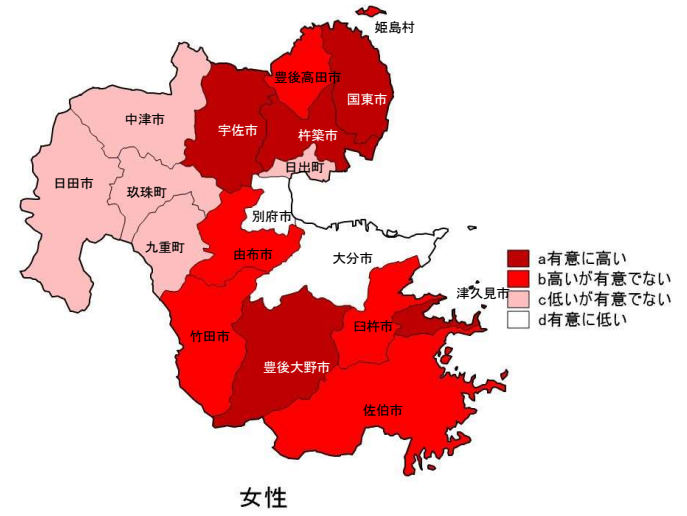 姫島村
豊後高田市
国東市
中津市
宇佐市
杵築市
日出町
日田市
玖珠町
別府市
九重町
由布市
大分市
a有意に高い
b高いが有意でない
c低いが有意でない
d有意に低い
津久見市
臼杵市
竹田市
豊後大野市
佐伯市
女性